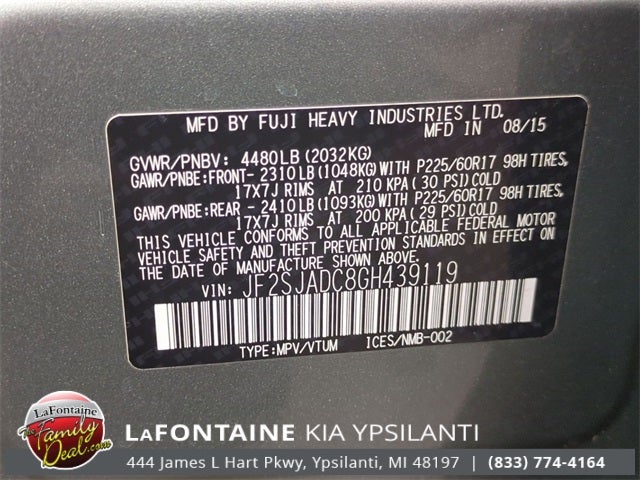 MFD BY FUJI HEAVY INDUSTRIES LTD.
MFD IN 08/15
GVWR/PNBV: 4480LB(2032KG)
GAWR/PNBE:FRONT-2310LB(1048KG)WITH P225/60R17 98H TIRES,
17X7J RIMS AT 210 KPA(30 PSI)COLD
GAWR/PNBE:REAR -2410LB(1093KG)WITH P225/60R17 98H TIRES,
17X7J RIMS AT 200 KPA(29 PSI)COLD
THIS VEHICLE CONFORMS TO ALL APPLICABLE FEDERAL MOTOR
VEHICLE SAFETY AND BUMPER STANDARDS IN EFFECT
ON THE DATE OF MANUFACTURE SHOWN ABOVE.
VIN: JF2SJADC8GH439119
TYPE:MPV/VTUM ICES/NMB-002
LaFontaine
The Family Deal.com
LAFONTAINE KIA YPSILANTI
444 James L Hart Pkwy, Ypsilanti, MI 48197 | (833) 774-4164